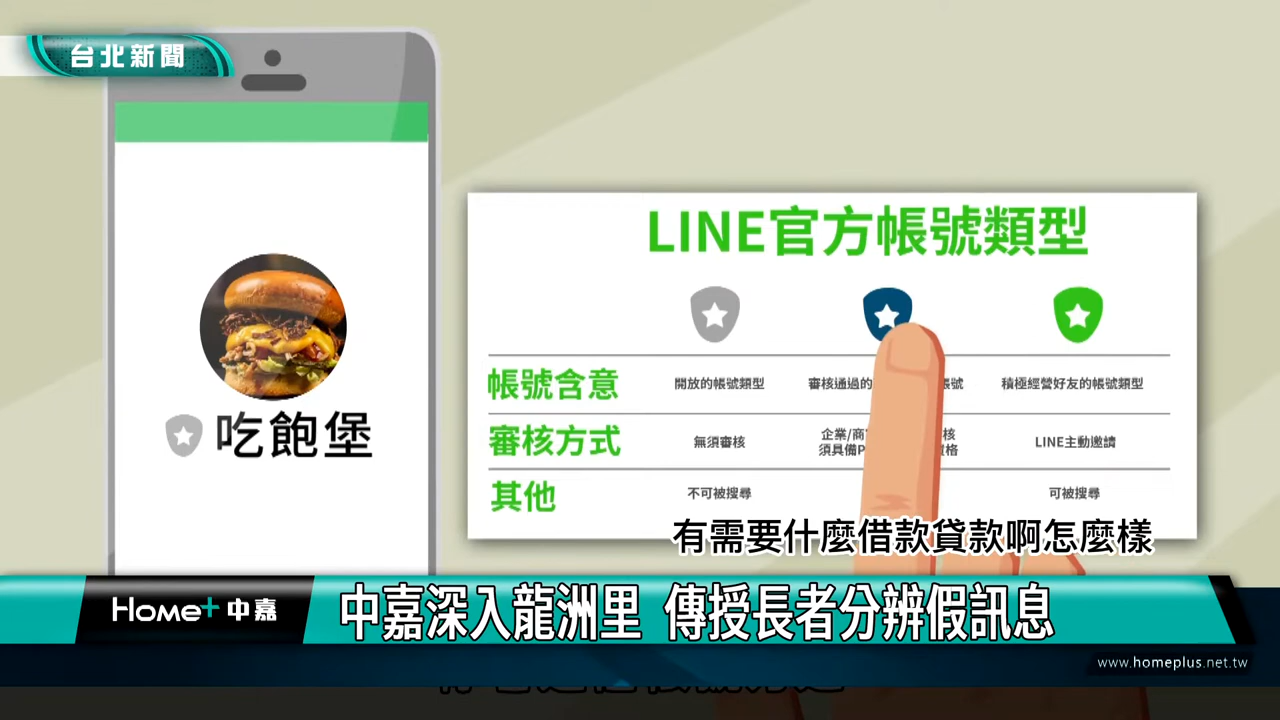 台北新聞
吃飽堡
LINE官方帳號類型
帳號含意 開放的帳號類型 審核通過的 號 積極經營好友的帳號類型
審核方式 無須審核 企業/商 核 LINE主動邀請
須具備P 格
其他 不可被搜尋 可被搜尋
有需要什麼借款貸款啊怎麼樣
Home+ 中嘉 中嘉深入龍洲里 傳授長者分辨假訊息
www.homeplus.net.tw